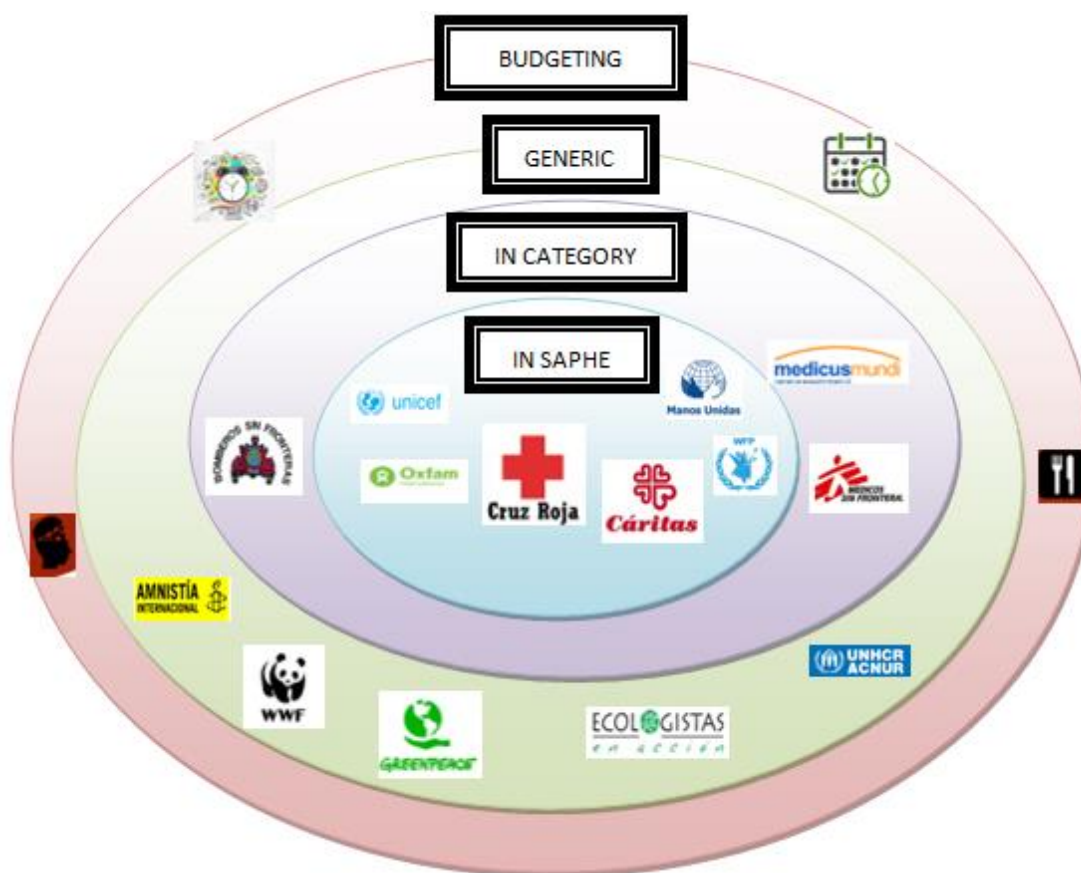 BUDGETING
GENERIC
IN CATEGORY
IN SAPHE
medicusmundi
unicef
Manos Unidas
BOMBEROS SIN FRONTERAS
WFP
Oxfam
Cruz Roja
Cáritas
MEDICOS
SIN FRONTERAS
AMNISTÍA
INTERNACIONAL
UNHCR
ACNUR
WWF
GREENPEACE
ECOLOGISTAS
en acción